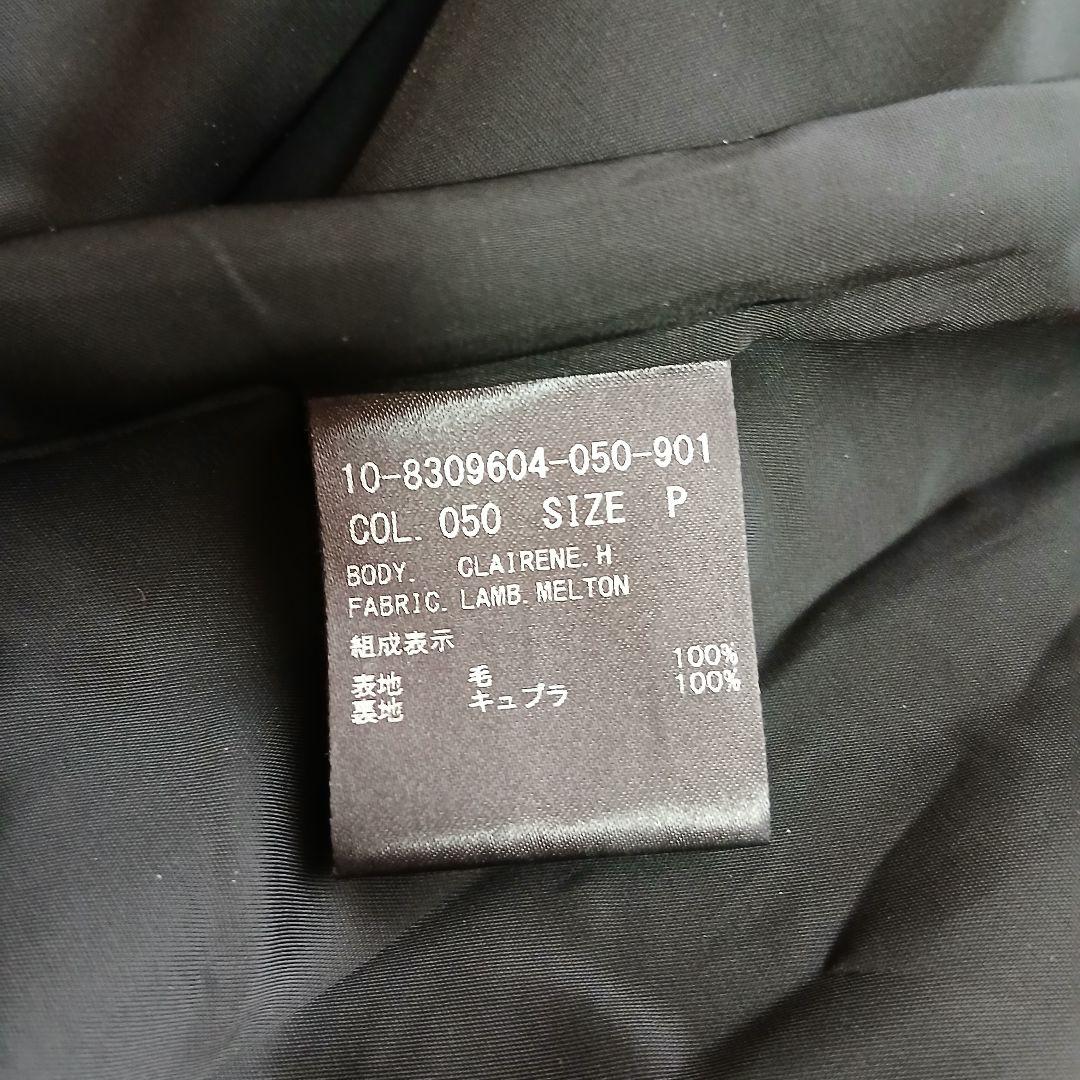 10-8309604-050-901
COL. 050 SIZE P
BODY. CLAIRENE.H
FABRIC. LAMB.MELTON
組成表示
表地 毛 100%
裏地 キュプラ 100%